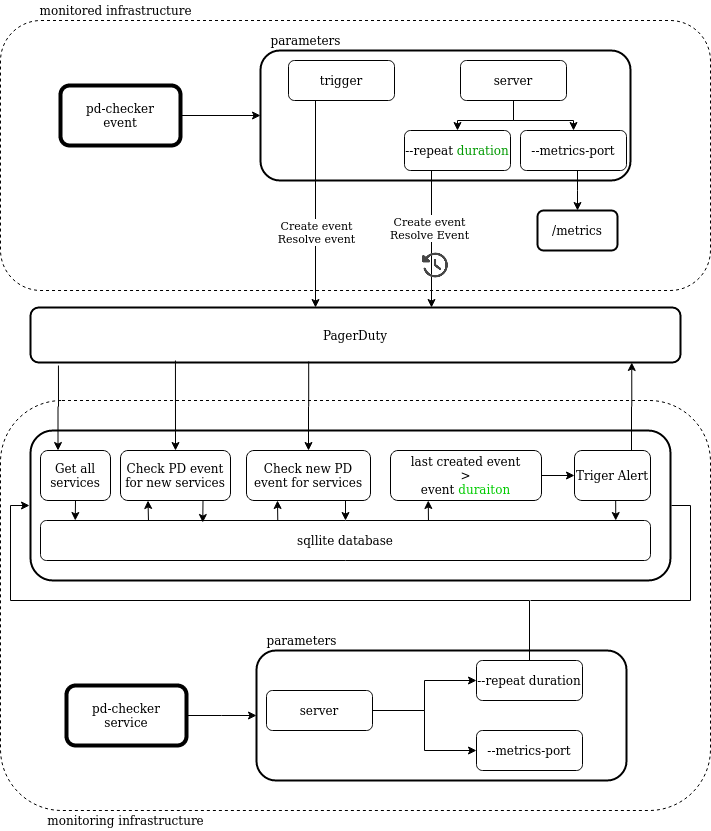 monitored infrastructure
parameters
trigger
server
pd-checker
event
--repeat duration
--metrics-port
Create event
Resolve event
Create event
Resolve Event
/metrics
PagerDuty
Get all
services
Check PD event
for new services
Check new PD
event for services
last created event
>
event duraiton
Triger Alert
sqllite database
parameters
--repeat duration
server
pd-checker
service
--metrics-port
monitoring infrastructure